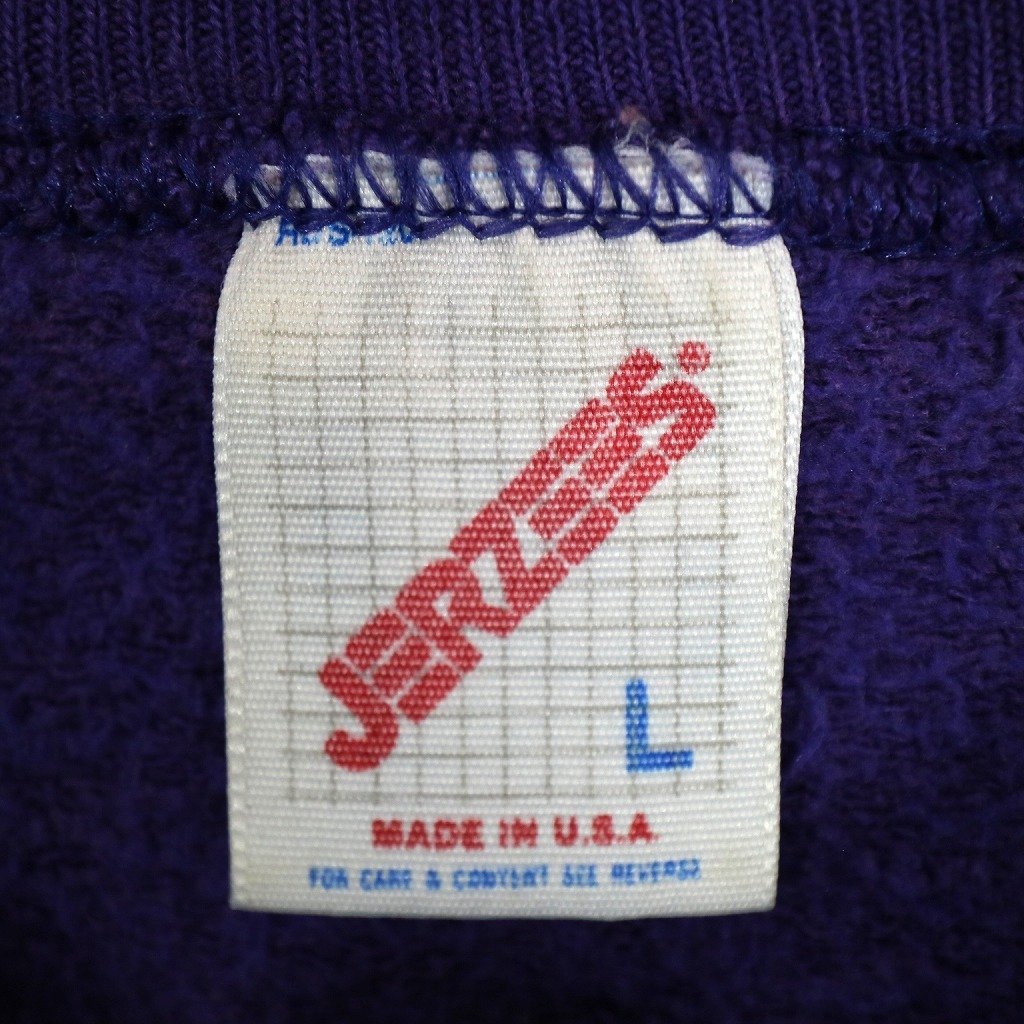 JERZEES®
L
MADE IN U.S.A.
FOR CARE & CONTENT SEE REVERSE